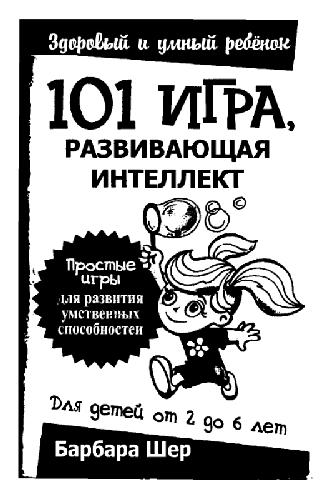 Здоровый и умный ребёнок
101 ИГРА,
РАЗВИВАЮЩАЯ
ИНТЕЛЛЕКТ
Простые
игры
для развития
умственных
способностей
Для детей от 2 до 6 лет
Барбара Шер